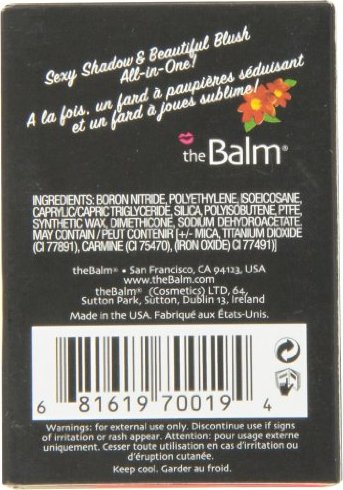 Sexy Shadow & Beautiful Blush
All-in-One!
A la fois, un fard à paupières séduisant
et un fard à joues sublime!
theBalm®
INGREDIENTS: BORON NITRIDE, POLYETHYLENE, ISOEICOSANE,
CAPRYLIC/CAPRIC TRIGLYCERIDE, SILICA, POLYISOBUTENE, PTFE,
SYNTHETIC WAX, DIMETHICONE, SODIUM DEHYDROACETATE.
MAY CONTAIN / PEUT CONTENIR [+/- MICA, TITANIUM DIOXIDE
(CI 77891), CARMINE (CI 75470), (IRON OXIDE) CI 77491)]
theBalm® • San Francisco, CA 94123, USA
www.theBalm.com
theBalm® (Cosmetics) LTD, 64,
Sutton Park, Sutton, Dublin 13, Ireland
Made in the USA. Fabriqué aux États-Unis.
6 81619 70019 4
Warnings: for external use only. Discontinue use if signs
of irritation or rash appear. Attention: pour usage externe
uniquement. Cesser toute utilisation en cas d'irritation ou
d'éruption cutanée.
Keep cool. Garder au froid.